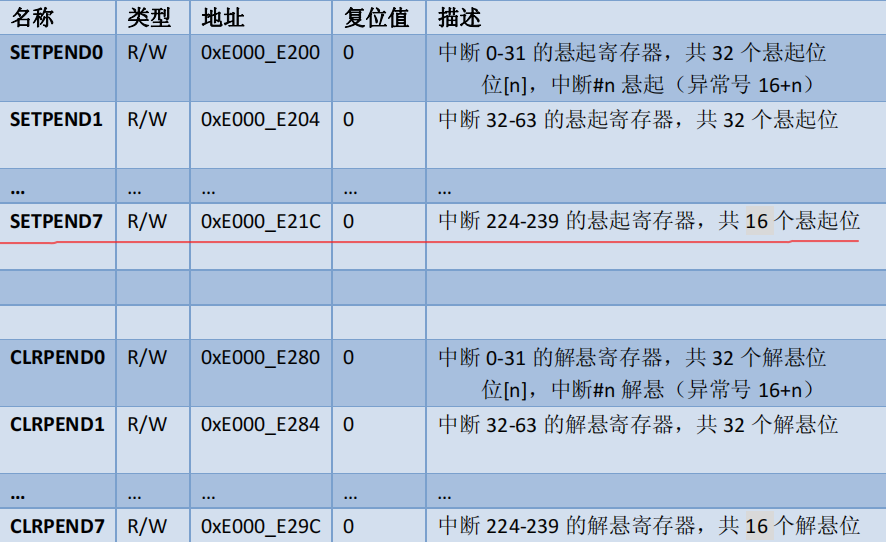 名称 类型 地址 复位值 描述
SETPEND0 R/W 0xE000_E200 0 中断 0-31 的悬起寄存器，共 32 个悬起位
位[n]，中断#n 悬起（异常号 16+n）
SETPEND1 R/W 0xE000_E204 0 中断 32-63 的悬起寄存器，共 32 个悬起位
… … … … …
SETPEND7 R/W 0xE000_E21C 0 中断 224-239 的悬起寄存器，共 16 个悬起位
CLRPEND0 R/W 0xE000_E280 0 中断 0-31 的解悬寄存器，共 32 个解悬位
位[n]，中断#n 解悬（异常号 16+n）
CLRPEND1 R/W 0xE000_E284 0 中断 32-63 的解悬寄存器，共 32 个解悬位
… … … … …
CLRPEND7 R/W 0xE000_E29C 0 中断 224-239 的解悬寄存器，共 16 个解悬位